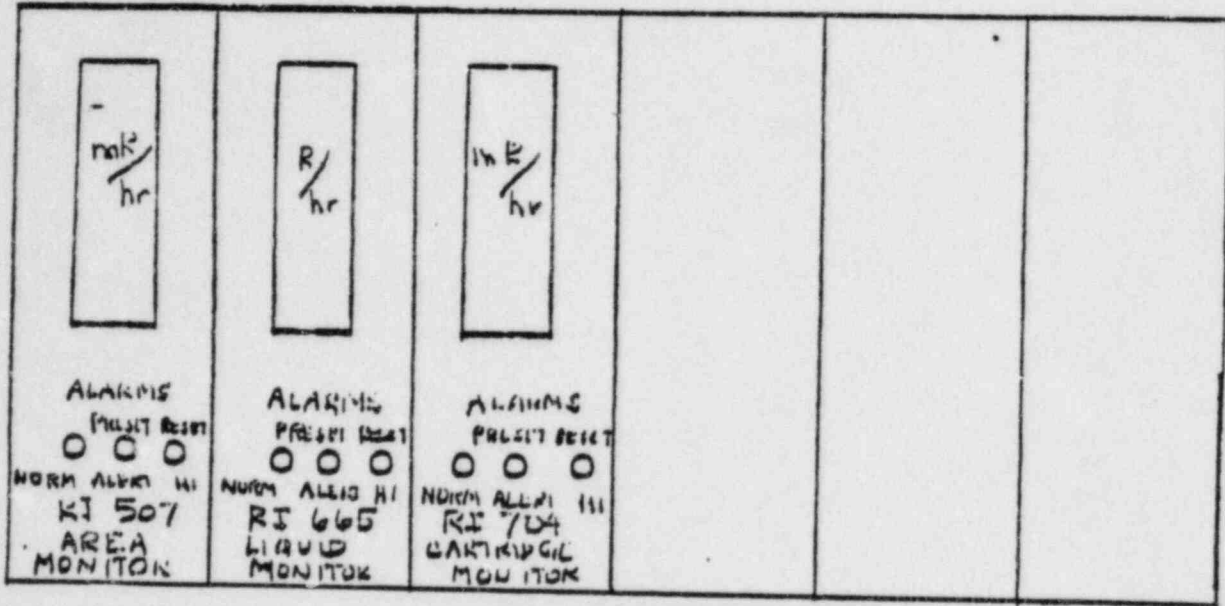 mR/hr
ALARMS
PRESET RESET
NORM ALERT HI
RI 507
AREA
MONITOR
R/hr
ALARMS
PRESET RESET
NORM ALERT HI
RI 665
LIQUID
MONITOR
mR/hr
ALARMS
PRESET RESET
NORM ALERT HI
RI 704
CARTRIDGE
MONITOR